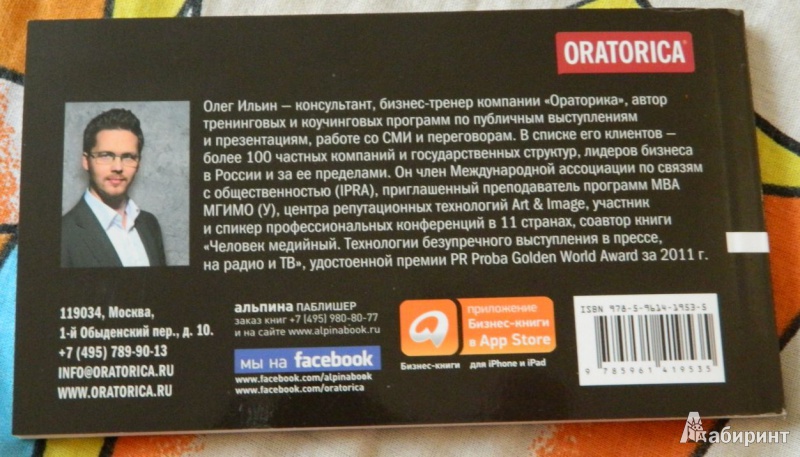 ORATORICA
Олег Ильин — консультант, бизнес-тренер компании «Ораторика», автор
тренинговых и коучинговых программ по публичным выступлениям
и презентациям, работе со СМИ и переговорам. В списке его клиентов —
более 100 частных компаний и государственных структур, лидеров бизнеса
в России и за ее пределами. Он член Международной ассоциации по связям
с общественностью (IPRA), приглашенный преподаватель программ MBA
МГИМО (У), центра репутационных технологий Art & Image, участник
и спикер профессиональных конференций в 11 странах, соавтор книги
«Человек медийный. Технологии безупречного выступления в прессе,
на радио и ТВ», удостоенной премии PR Proba Golden World Award за 2011 г.
119034, Москва,
1-й Обыденский пер., д. 10.
+7 (495) 789-90-13
INFO@ORATORICA.RU
WWW.ORATORICA.RU
альпина ПАБЛИШЕР
заказ книг +7 (495) 980-80-77
и на сайте www.alpinabook.ru
мы на facebook
www.facebook.com/alpinabook
www.facebook.com/oratorica
приложение
Бизнес-книги
в App Store
Бизнес-книги для iPhone и iPad
ISBN 978-5-9614-1953-5
9 785961 419535
Лабиринт